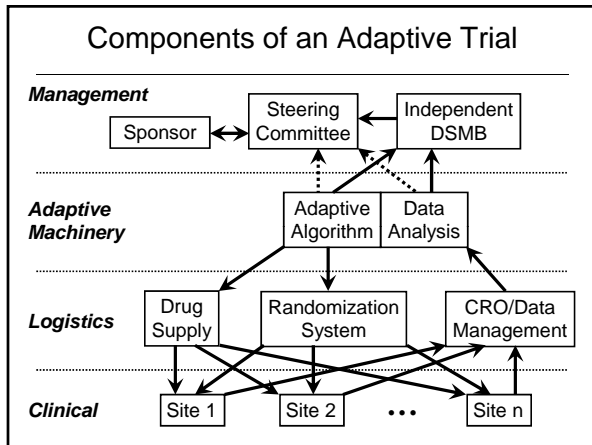 Components of an Adaptive Trial
Management
Sponsor
Steering
Committee
Independent
DSMB
Adaptive
Machinery
Adaptive
Algorithm
Data
Analysis
Logistics
Drug
Supply
Randomization
System
CRO/Data
Management
Clinical
Site 1
Site 2
•••
Site n